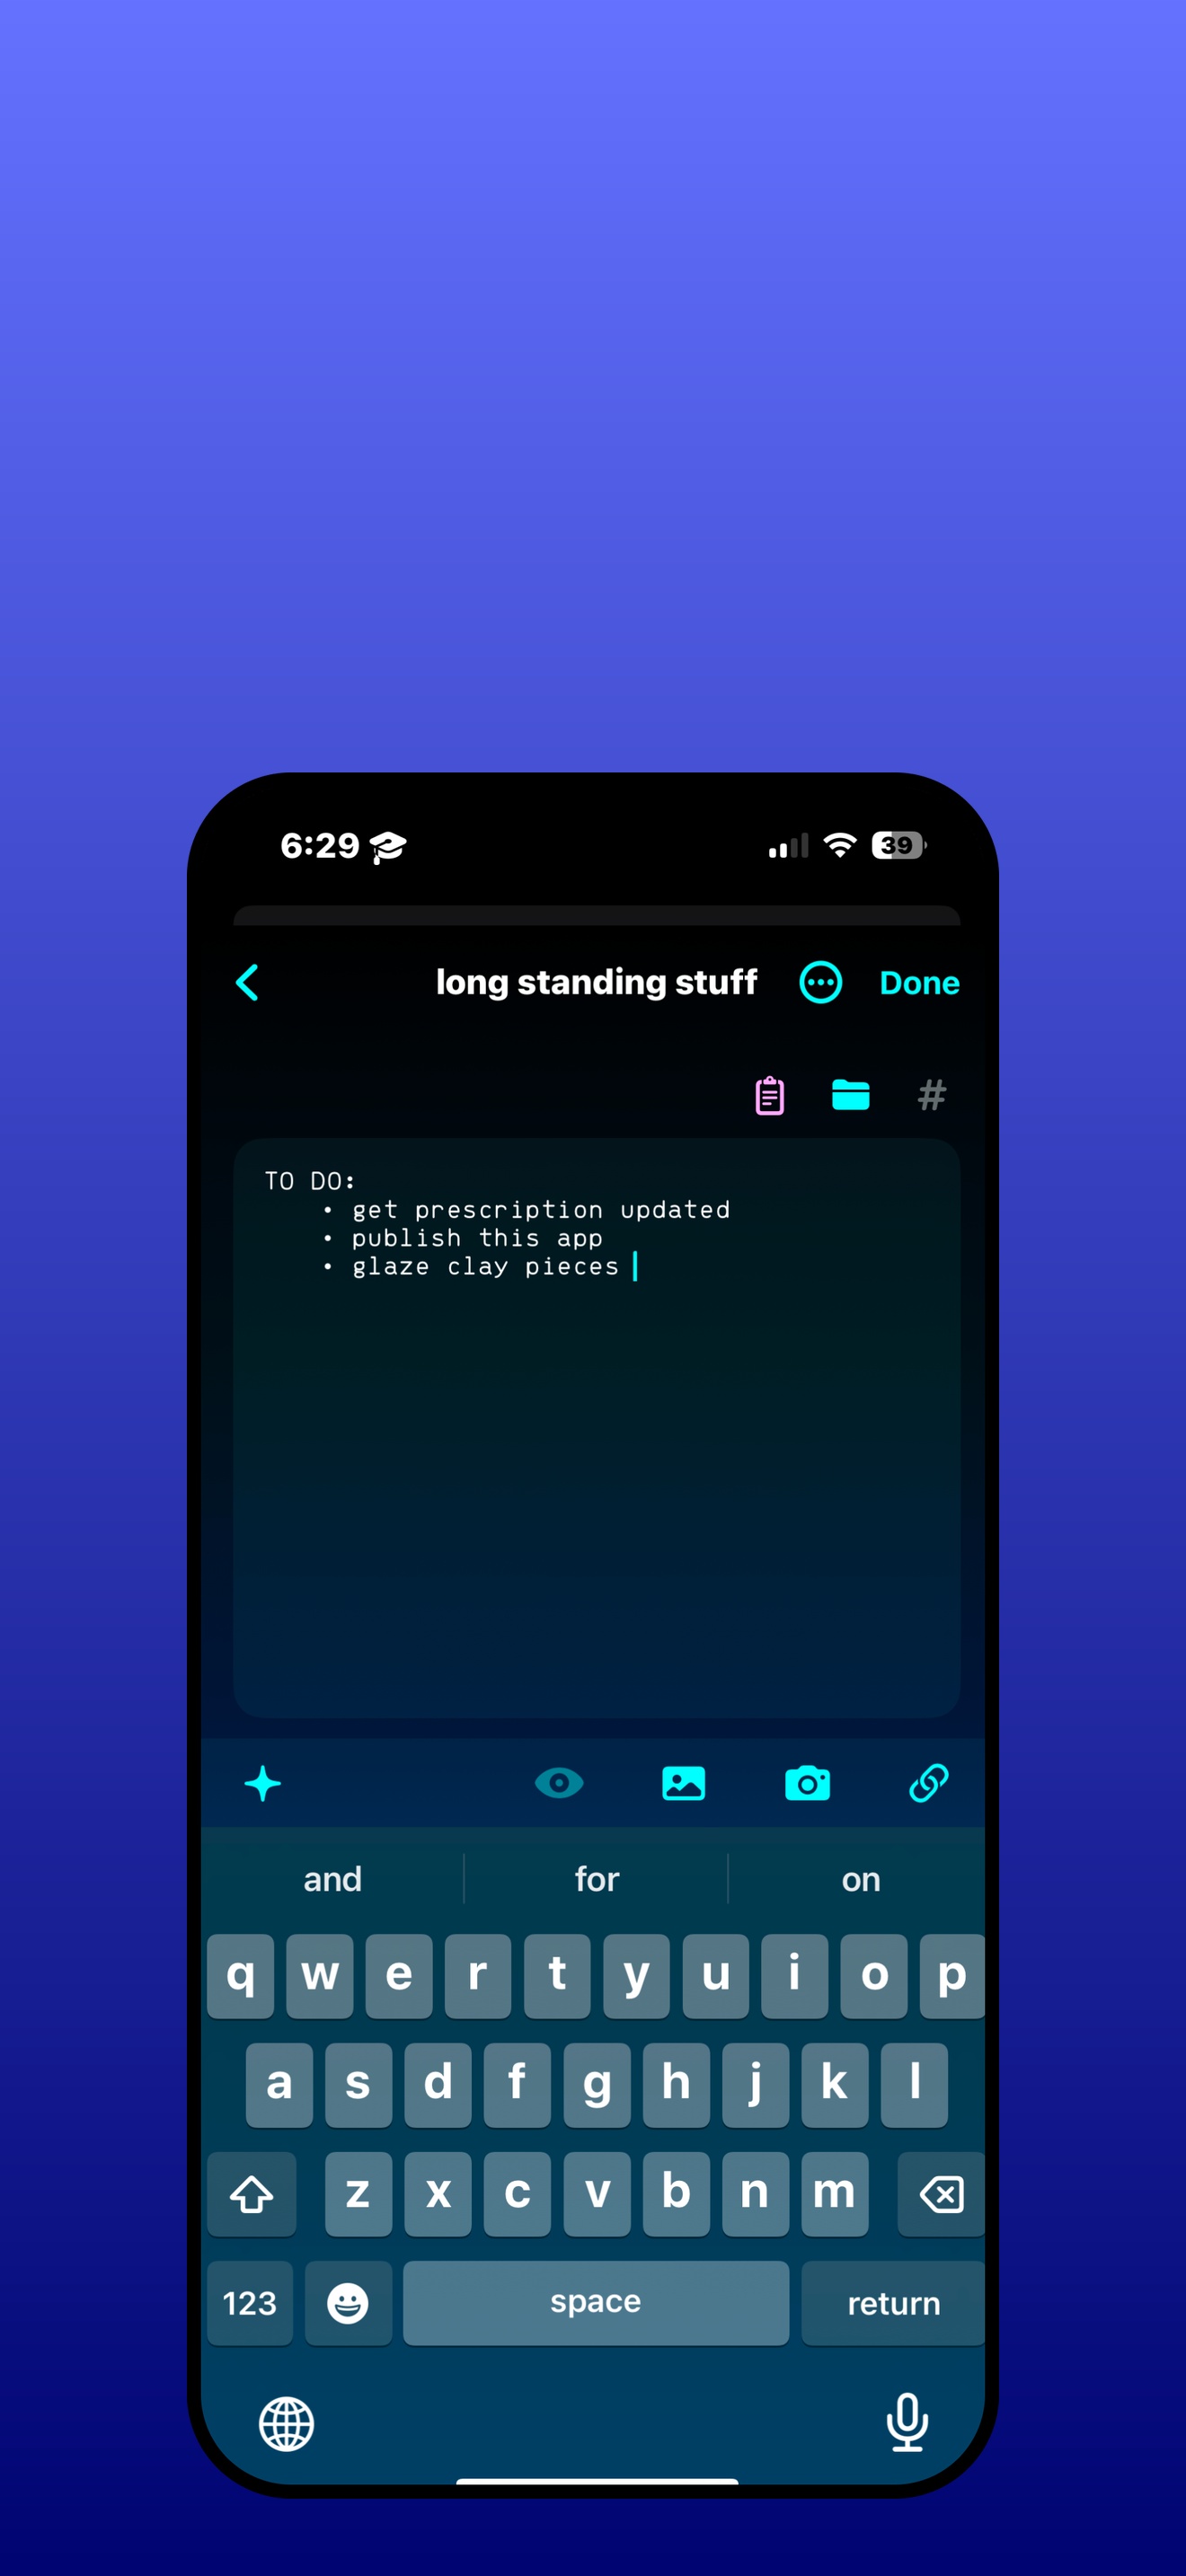 6:29
39
long standing stuff
Done
#
TO DO:
• get prescription updated
• publish this app
• glaze clay pieces
and for on
q w e r t y u i o p
a s d f g h j k l
z x c v b n m
123 space return